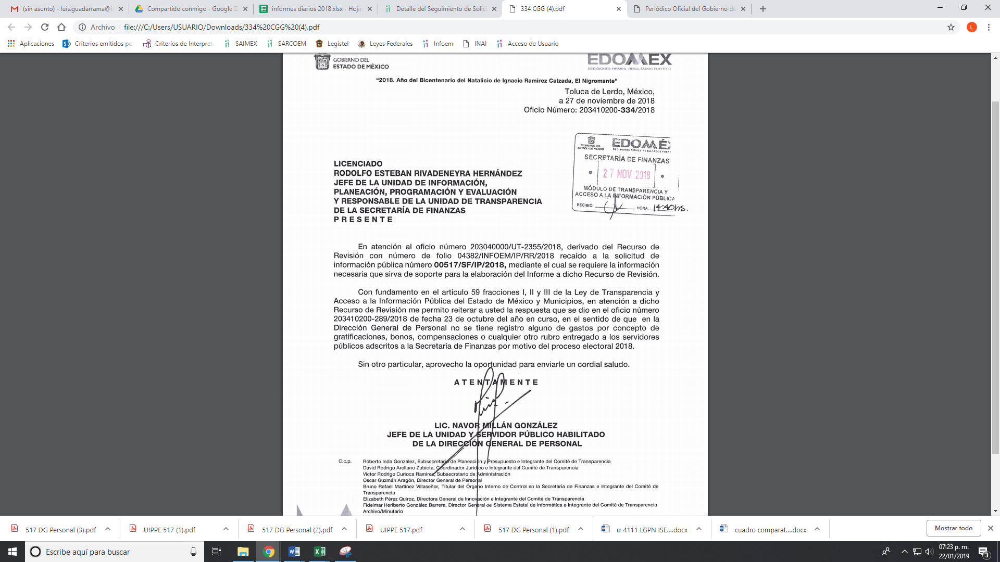 (sin asunto) - luis.guadarrama@it
Compartido conmigo - Google D
informes diarios 2018.xlsx - Hojas
Detalle del Seguimiento de Solici
334 CGG (4).pdf
Periódico Oficial del Gobierno de
Archivo
file:///C:/Users/USUARIO/Downloads/334%20CGG%20(4).pdf
L
Aplicaciones
Criterios emitidos po
Criterios de Interpreta
SAIMEX
SARCOEM
Legistel
Leyes Federales
Infoem
INAI
Acceso de Usuario
GOBIERNO DEL
ESTADO DE MÉXICO
EDOMEX
DECISIONES FIRMES, RESULTADOS FUERTES
“2018. Año del Bicentenario del Natalicio de Ignacio Ramírez Calzada, El Nigromante”
Toluca de Lerdo, México,
a 27 de noviembre de 2018
Oficio Número: 203410200-334/2018
GOBIERNO DEL
ESTADO DE MÉXICO
EDOMÉX
DECISIONES FIRMES, RESULTADOS FUER
SECRETARÍA DE FINANZAS
27 NOV 2018
MÓDULO DE TRANSPARENCIA Y
ACCESO A LA INFORMACIÓN PÚBLICA
RECIBIÓ:
HORA. 14:40hrs.
LICENCIADO
RODOLFO ESTEBAN RIVADENEYRA HERNÁNDEZ
JEFE DE LA UNIDAD DE INFORMACIÓN,
PLANEACIÓN, PROGRAMACIÓN Y EVALUACIÓN
Y RESPONSABLE DE LA UNIDAD DE TRANSPARENCIA
DE LA SECRETARÍA DE FINANZAS
P R E S E N T E
En atención al oficio número 203040000/UT-2355/2018, derivado del Recurso de
Revisión con número de folio 04382/INFOEM/IP/RR/2018 recaído a la solicitud de
información pública número 00517/SF/IP/2018, mediante el cual se requiere la información
necesaria que sirva de soporte para la elaboración del Informe a dicho Recurso de Revisión.
Con fundamento en el artículo 59 fracciones I, II y III de la Ley de Transparencia y
Acceso a la Información Pública del Estado de México y Municipios, en atención a dicho
Recurso de Revisión me permito reiterar a usted la respuesta que se dio en el oficio número
203410200-289/2018 de fecha 23 de octubre del año en curso, en el sentido de que en la
Dirección General de Personal no se tiene registro alguno de gastos por concepto de
gratificaciones, bonos, compensaciones o cualquier otro rubro entregado a los servidores
públicos adscritos a la Secretaría de Finanzas por motivo del proceso electoral 2018.
Sin otro particular, aprovecho la oportunidad para enviarle un cordial saludo.
A T E N T A M E N T E
LIC. NAVOR MILLÁN GONZÁLEZ
JEFE DE LA UNIDAD Y SERVIDOR PÚBLICO HABILITADO
DE LA DIRECCIÓN GENERAL DE PERSONAL
C.c.p. Roberto Inda González, Subsecretario de Planeación y Presupuesto e Integrante del Comité de Transparencia
David Rodrigo Arellano Zubieta, Coordinador Jurídico e Integrante del Comité de Transparencia
Víctor Rodrigo Curioca Ramírez, Subsecretario de Administración
Oscar Guzmán Aragón, Director General de Personal
Bruno Rafael Martínez Villaseñor, Titular del Órgano Interno de Control en la Secretaría de Finanzas e Integrante del Comité de
Transparencia
Elizabeth Pérez Quiroz, Directora General de Innovación e Integrante del Comité de Transparencia
Fidelmar Heriberto González Barrera, Director General del Sistema Estatal de Informática e Integrante del Comité de Transparencia
Archivo/Minutario
517 DG Personal (3).pdf
UIPPE 517 (1).pdf
517 DG Personal (2).pdf
UIPPE 517.pdf
517 DG Personal (1).pdf
rr 4111 LGPN ISE....docx
cuadro comparat....docx
Mostrar todo
Escribe aquí para buscar
07:23 p. m.
22/01/2019
3